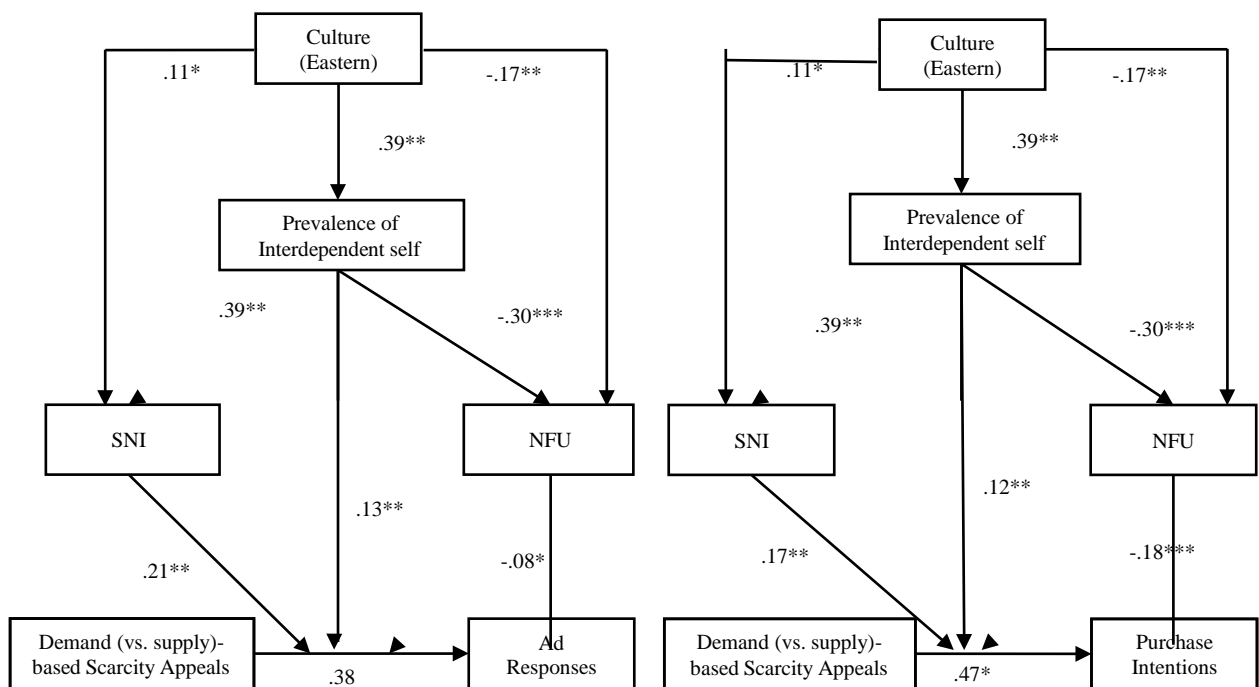 Culture
(Eastern)
.11*
-.17**
.39**
Prevalence of
Interdependent self
.39**
-.30***
SNI
NFU
.13**
.21**
-.08*
Demand (vs. supply)-
based Scarcity Appeals
.38
Ad
Responses
Culture
(Eastern)
.11*
-.17**
.39**
Prevalence of
Interdependent self
.39**
-.30***
SNI
NFU
.12**
.17**
-.18***
Demand (vs. supply)-
based Scarcity Appeals
.47*
Purchase
Intentions